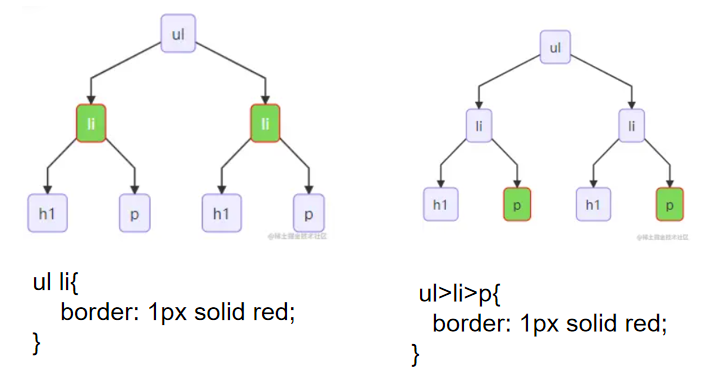 ul
li
li
h1
p
h1
p
@稀土掘金技术社区
ul li{
border: 1px solid red;
}
ul
li
li
h1
p
h1
p
@稀土掘金技术社区
ul>li>p{
border: 1px solid red;
}